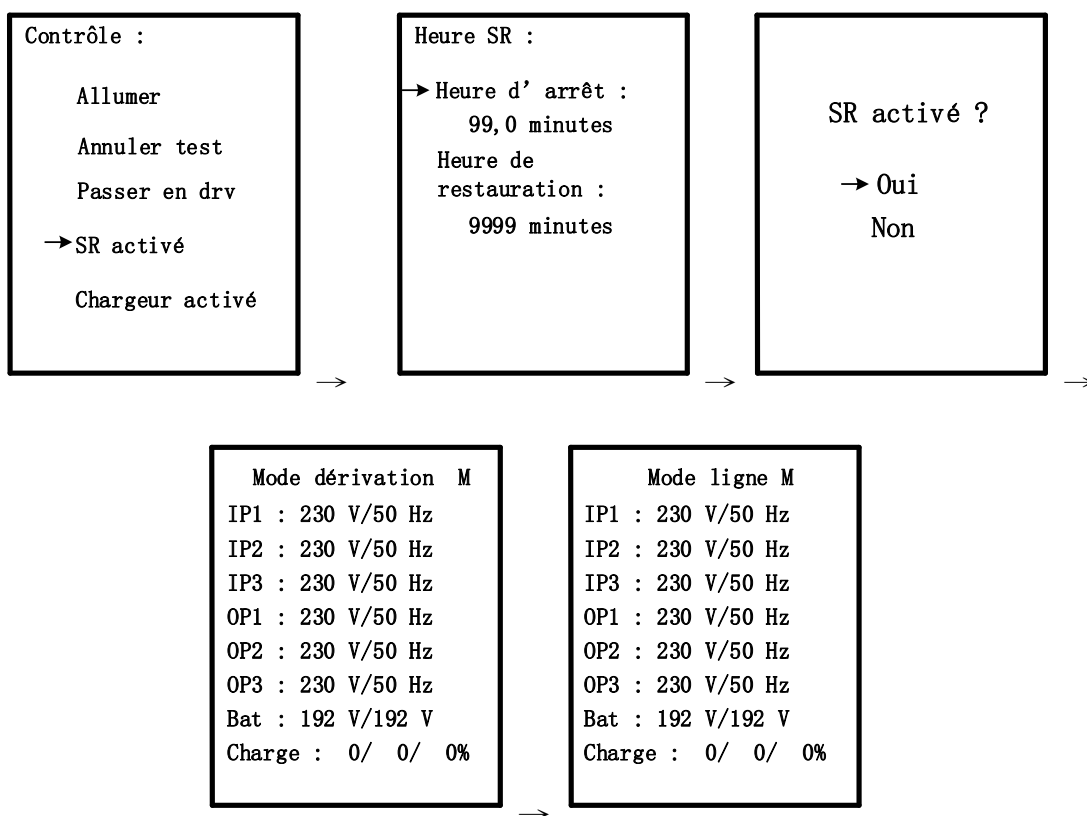 Contrôle :
Allumer
Annuler test
Passer en drv
→SR activé
Chargeur activé
→
Heure SR :
→Heure d’ arrêt :
99,0 minutes
Heure de
restauration :
9999 minutes
→
SR activé ?
→ Oui
Non
→
Mode dérivation M
IP1 : 230 V/50 Hz
IP2 : 230 V/50 Hz
IP3 : 230 V/50 Hz
OP1 : 230 V/50 Hz
OP2 : 230 V/50 Hz
OP3 : 230 V/50 Hz
Bat : 192 V/192 V
Charge : 0/ 0/ 0%
→
Mode ligne M
IP1 : 230 V/50 Hz
IP2 : 230 V/50 Hz
IP3 : 230 V/50 Hz
OP1 : 230 V/50 Hz
OP2 : 230 V/50 Hz
OP3 : 230 V/50 Hz
Bat : 192 V/192 V
Charge : 0/ 0/ 0%